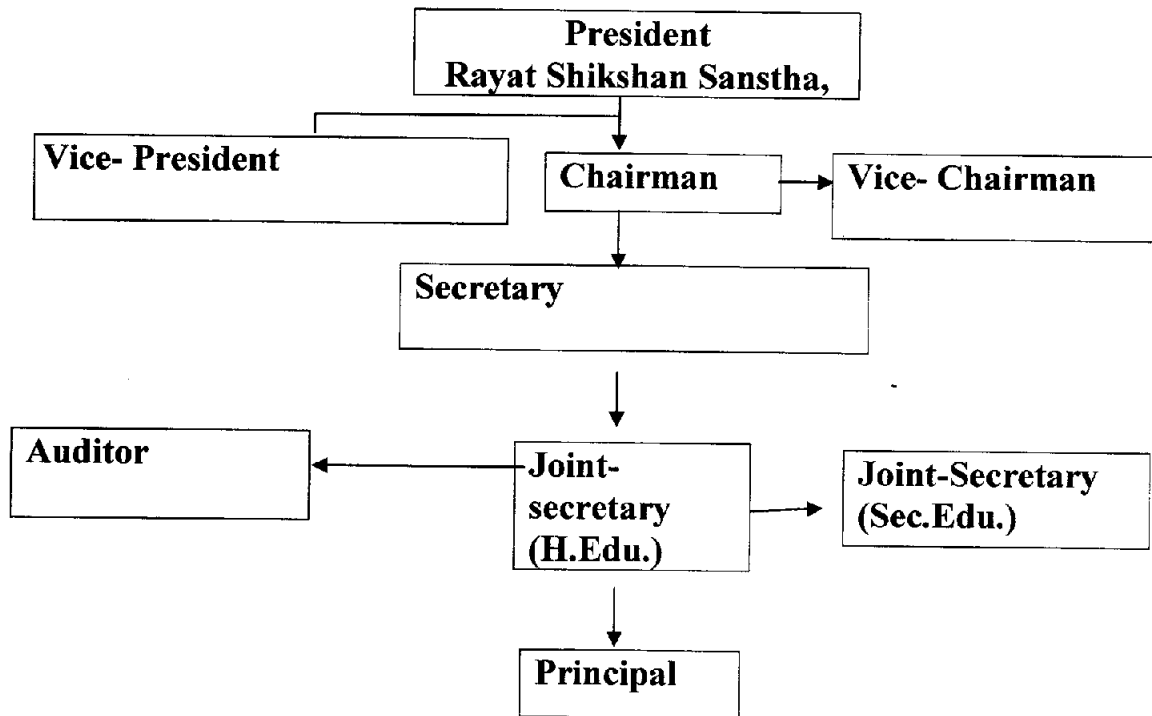 President
Rayat Shikshan Sanstha,
Vice- President
Chairman
Vice- Chairman
Secretary
Auditor
Joint-
secretary
(H.Edu.)
Joint-Secretary
(Sec.Edu.)
Principal